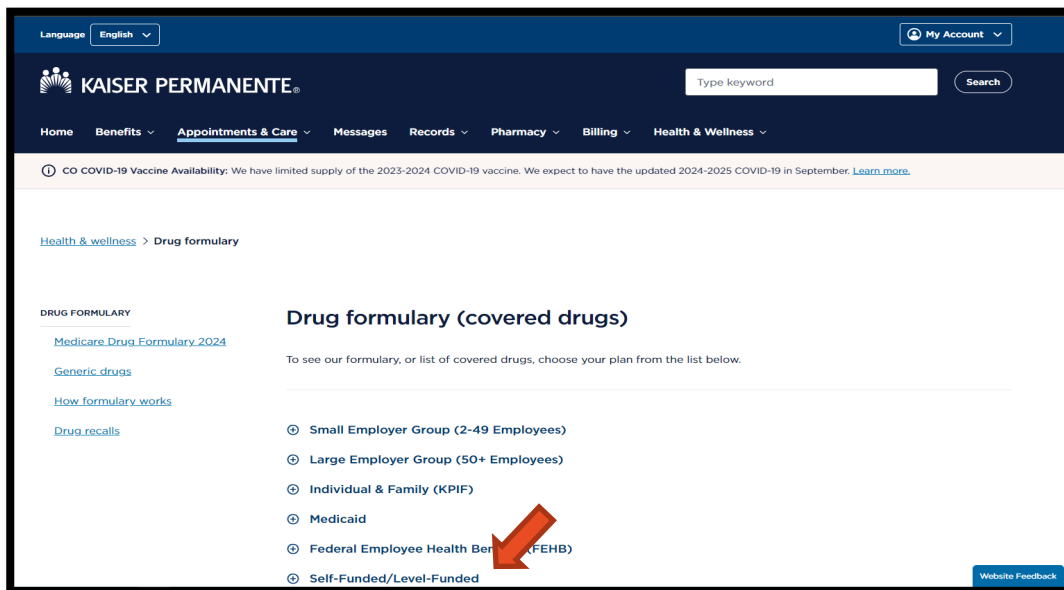 Language English My Account
KAISER PERMANENTE®
Type keyword Search
Home Benefits Appointments & Care Messages Records Pharmacy Billing Health & Wellness
CO COVID-19 Vaccine Availability: We have limited supply of the 2023-2024 COVID-19 vaccine. We expect to have the updated 2024-2025 COVID-19 in September. Learn more.
Health & wellness > Drug formulary
DRUG FORMULARY
Medicare Drug Formulary 2024
Generic drugs
How formulary works
Drug recalls
Drug formulary (covered drugs)
To see our formulary, or list of covered drugs, choose your plan from the list below.
Small Employer Group (2-49 Employees)
Large Employer Group (50+ Employees)
Individual & Family (KPIF)
Medicaid
Federal Employee Health (FEHB)
Self-Funded/Level-Funded
Website Feedback